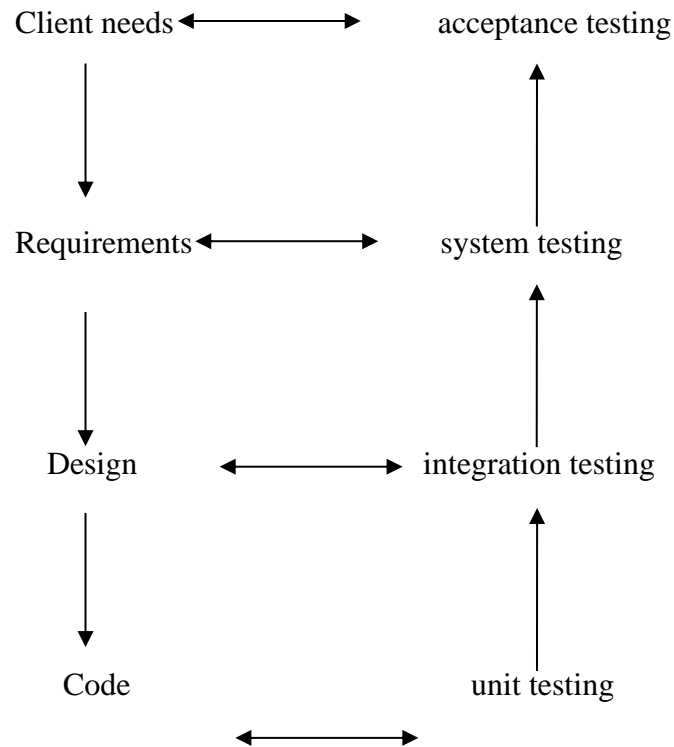 Client needs acceptance testing
Requirements system testing
Design integration testing
Code unit testing